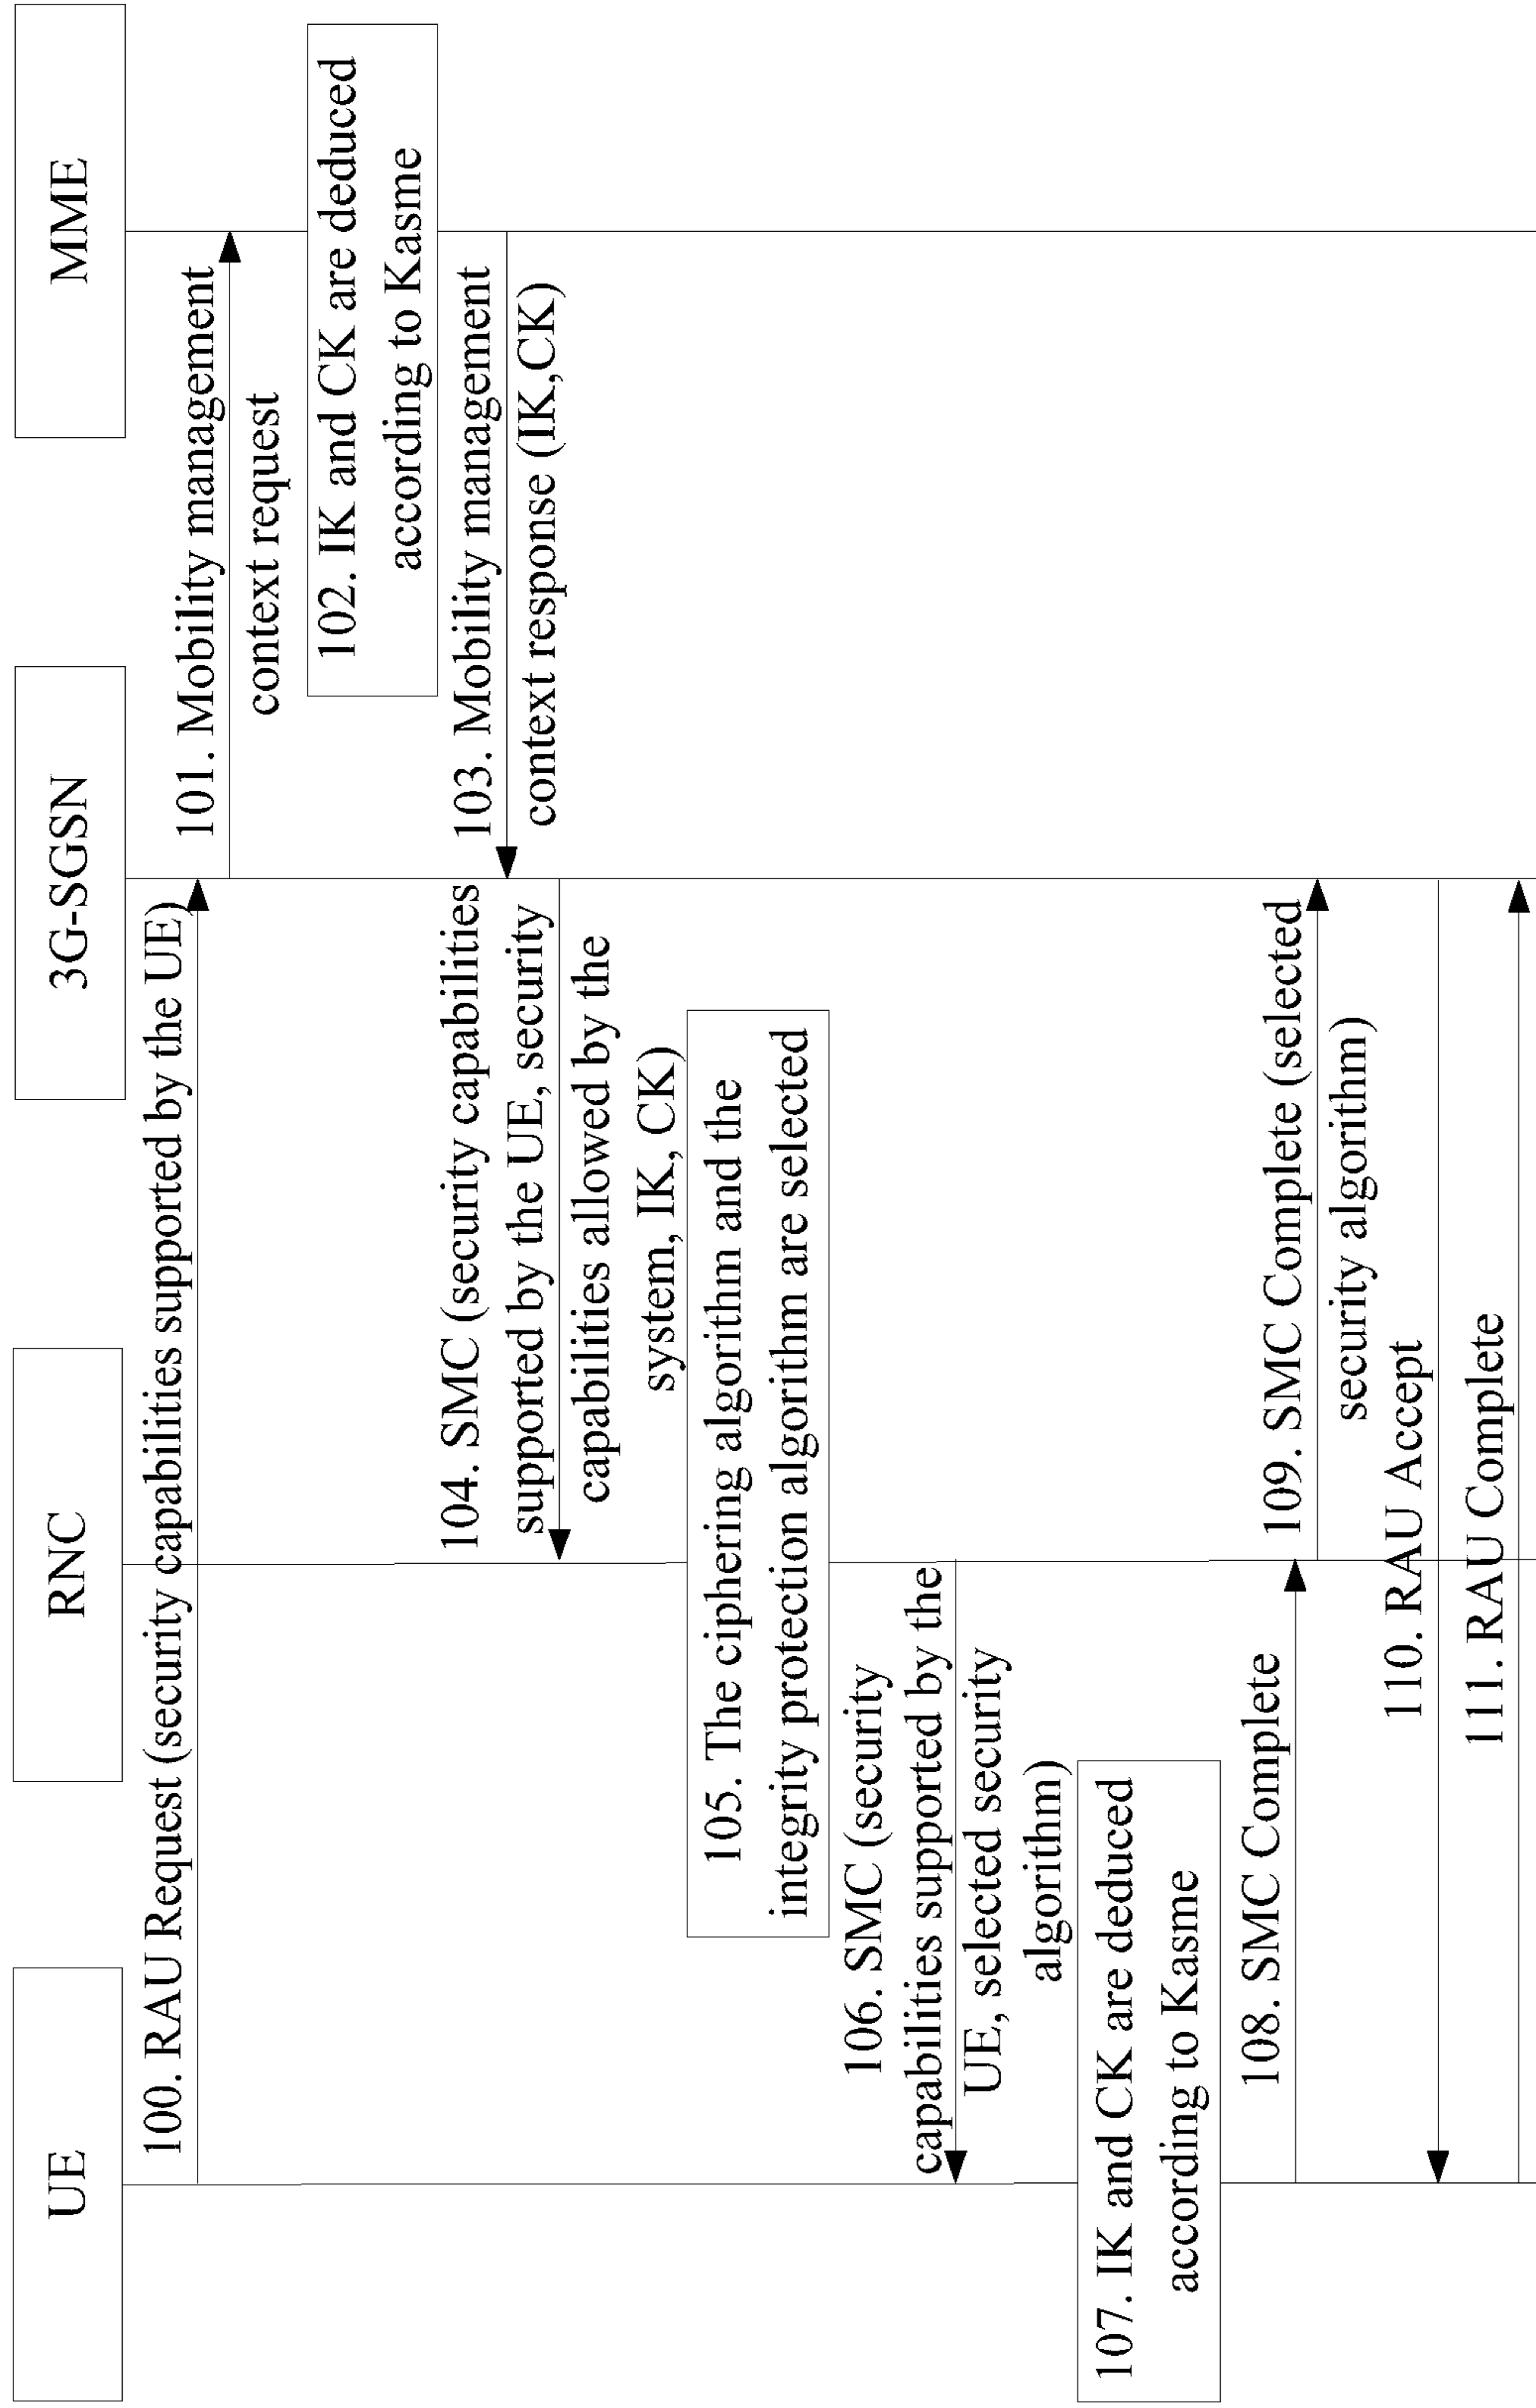 UE
RNC
3G-SGSN
MME
100. RAU Request (security capabilities supported by the UE)
101. Mobility management
context request
102. IK and CK are deduced
according to Kasme
103. Mobility management
context response (IK,CK)
104. SMC (security capabilities
supported by the UE, security
capabilities allowed by the
system, IK, CK)
105. The ciphering algorithm and the
integrity protection algorithm are selected
106. SMC (security
capabilities supported by the
UE, selected security
algorithm)
107. IK and CK are deduced
according to Kasme
108. SMC Complete
109. SMC Complete (selected
security algorithm)
110. RAU Accept
111. RAU Complete